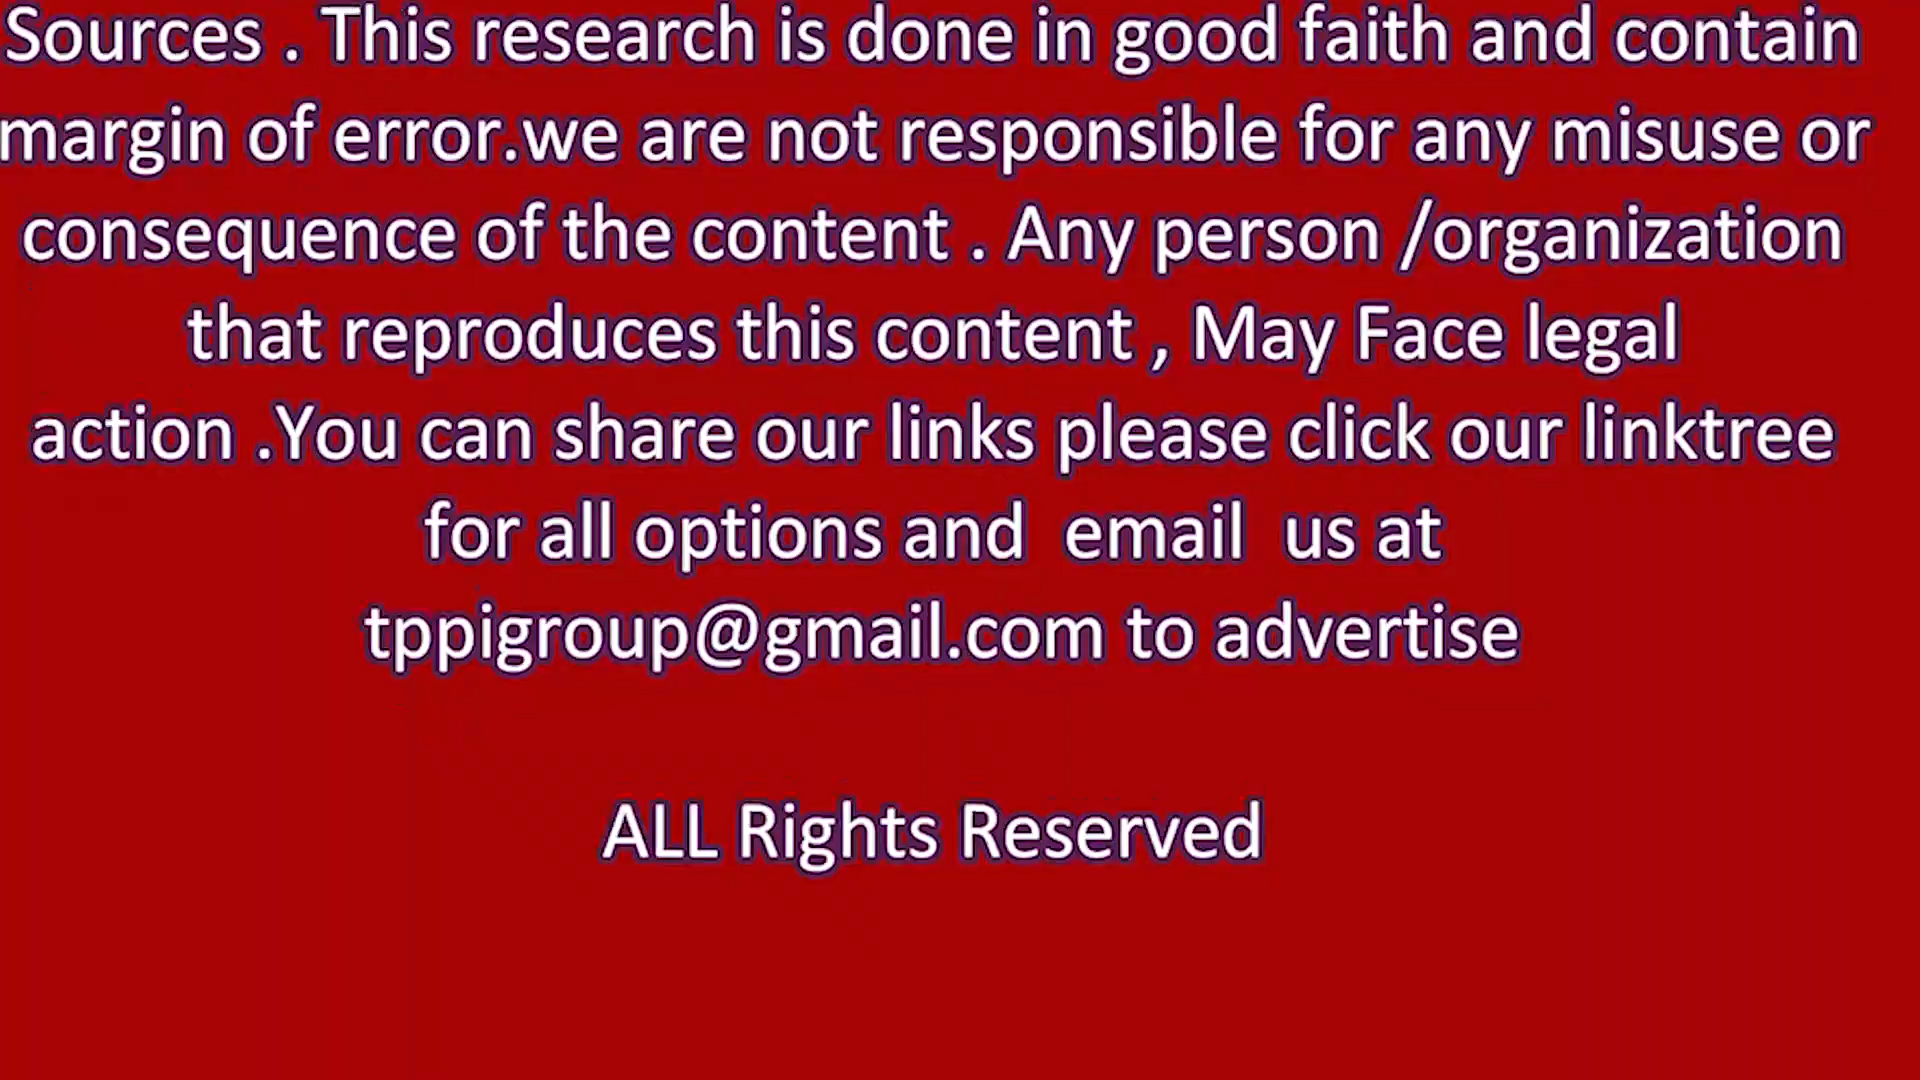 Sources . This research is done in good faith and contain
margin of error.we are not responsible for any misuse or
consequence of the content . Any person /organization
that reproduces this content , May Face legal
action .You can share our links please click our linktree
for all options and  email  us at
tppigroup@gmail.com to advertise
ALL Rights Reserved